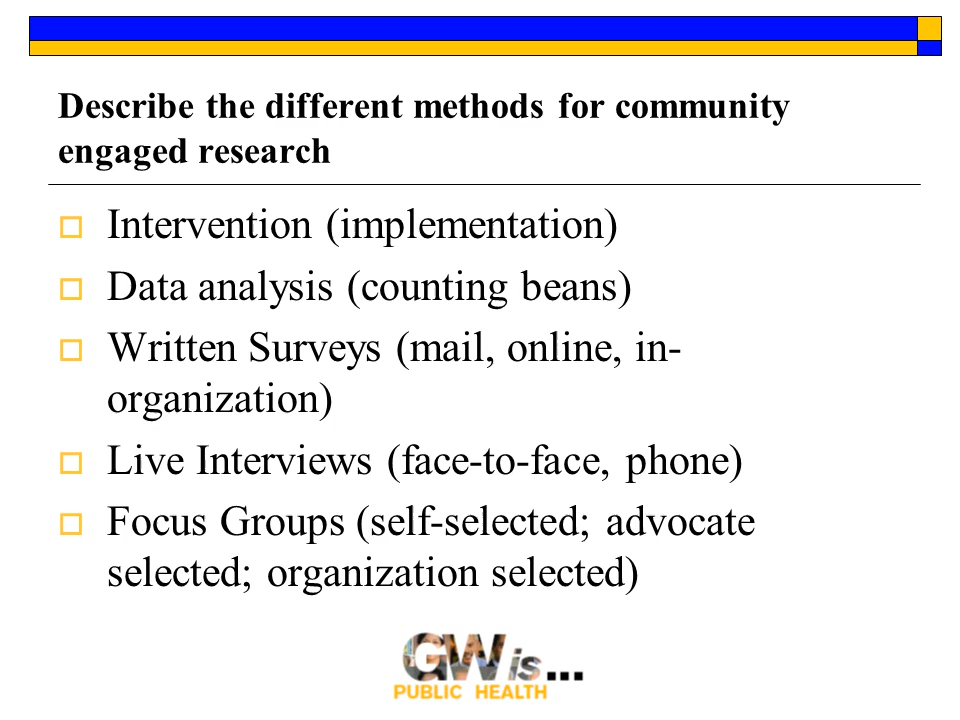 Describe the different methods for community
engaged research
Intervention (implementation)
Data analysis (counting beans)
Written Surveys (mail, online, in-
organization)
Live Interviews (face-to-face, phone)
Focus Groups (self-selected; advocate
selected; organization selected)
GW is...
PUBLIC HEALTH